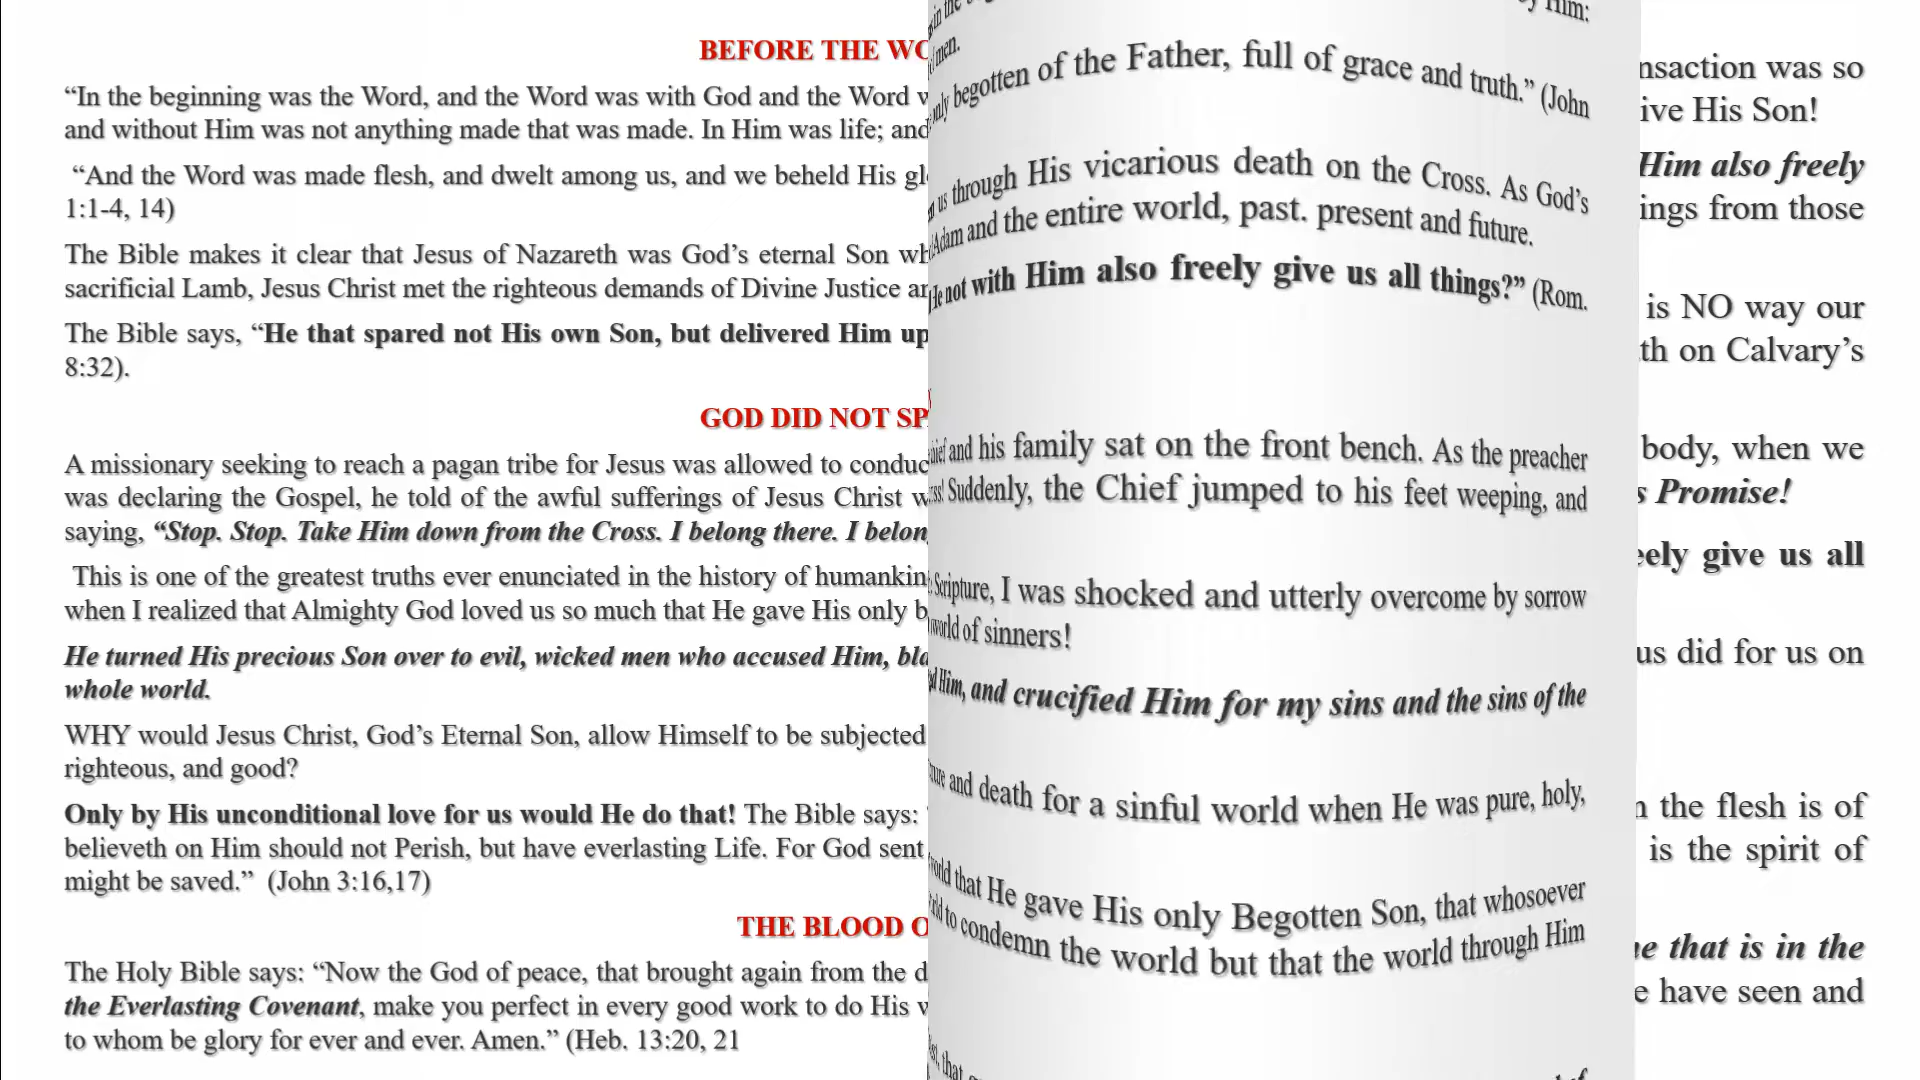 BEFORE THE WO
“In the beginning was the Word, and the Word was with God and the Word w
and without Him was not anything made that was made. In Him was life; and
“And the Word was made flesh, and dwelt among us, and we beheld His gl
1:1-4, 14)
The Bible makes it clear that Jesus of Nazareth was God’s eternal Son wh
sacrificial Lamb, Jesus Christ met the righteous demands of Divine Justice an
The Bible says, “He that spared not His own Son, but delivered Him up
8:32).
GOD DID NOT SP
A missionary seeking to reach a pagan tribe for Jesus was allowed to conduc
was declaring the Gospel, he told of the awful sufferings of Jesus Christ w
saying, “Stop. Stop. Take Him down from the Cross. I belong there. I belon
This is one of the greatest truths ever enunciated in the history of humankin
when I realized that Almighty God loved us so much that He gave His only b
He turned His precious Son over to evil, wicked men who accused Him, bla
whole world.
WHY would Jesus Christ, God’s Eternal Son, allow Himself to be subjected
righteous, and good?
Only by His unconditional love for us would He do that! The Bible says:
believeth on Him should not Perish, but have everlasting Life. For God sent
might be saved.” (John 3:16,17)
THE BLOOD O
The Holy Bible says: “Now the God of peace, that brought again from the d
the Everlasting Covenant, make you perfect in every good work to do His w
to whom be glory for ever and ever. Amen.” (Heb. 13:20, 21
by Him:
men.
only begotten of the Father, full of grace and truth.” (John
us through His vicarious death on the Cross. As God’s
Adam and the entire world, past. present and future.
He not with Him also freely give us all things?” (Rom.
and his family sat on the front bench. As the preacher
Suddenly, the Chief jumped to his feet weeping, and
Scripture, I was shocked and utterly overcome by sorrow
world of sinners!
Him, and crucified Him for my sins and the sins of the
and death for a sinful world when He was pure, holy,
world that He gave His only Begotten Son, that whosoever
to condemn the world but that the world through Him
that
of
nsaction was so
ive His Son!
Him also freely
ings from those
is NO way our
th on Calvary’s
body, when we
s Promise!
eely give us all
us did for us on
n the flesh is of
is the spirit of
e that is in the
e have seen and